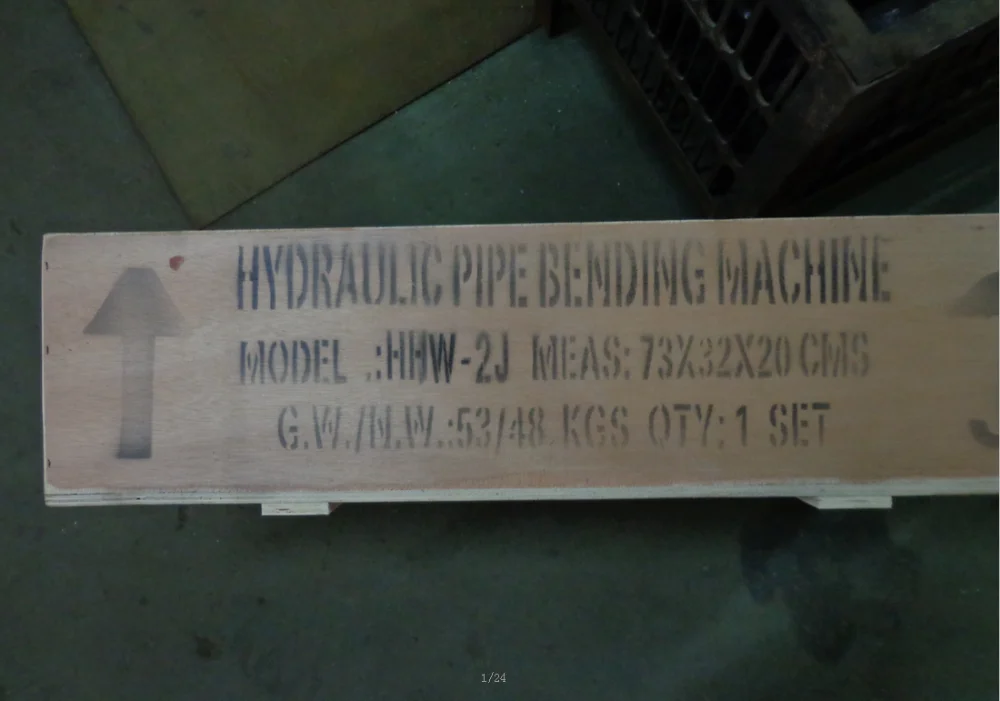 HYDRAULIC PIPE BENDING MACHINE
MODEL .:HHW-2J MEAS: 73X32X20 CMS
G.W./N.W.:53/48.KGS QTY: 1 SET
1/24